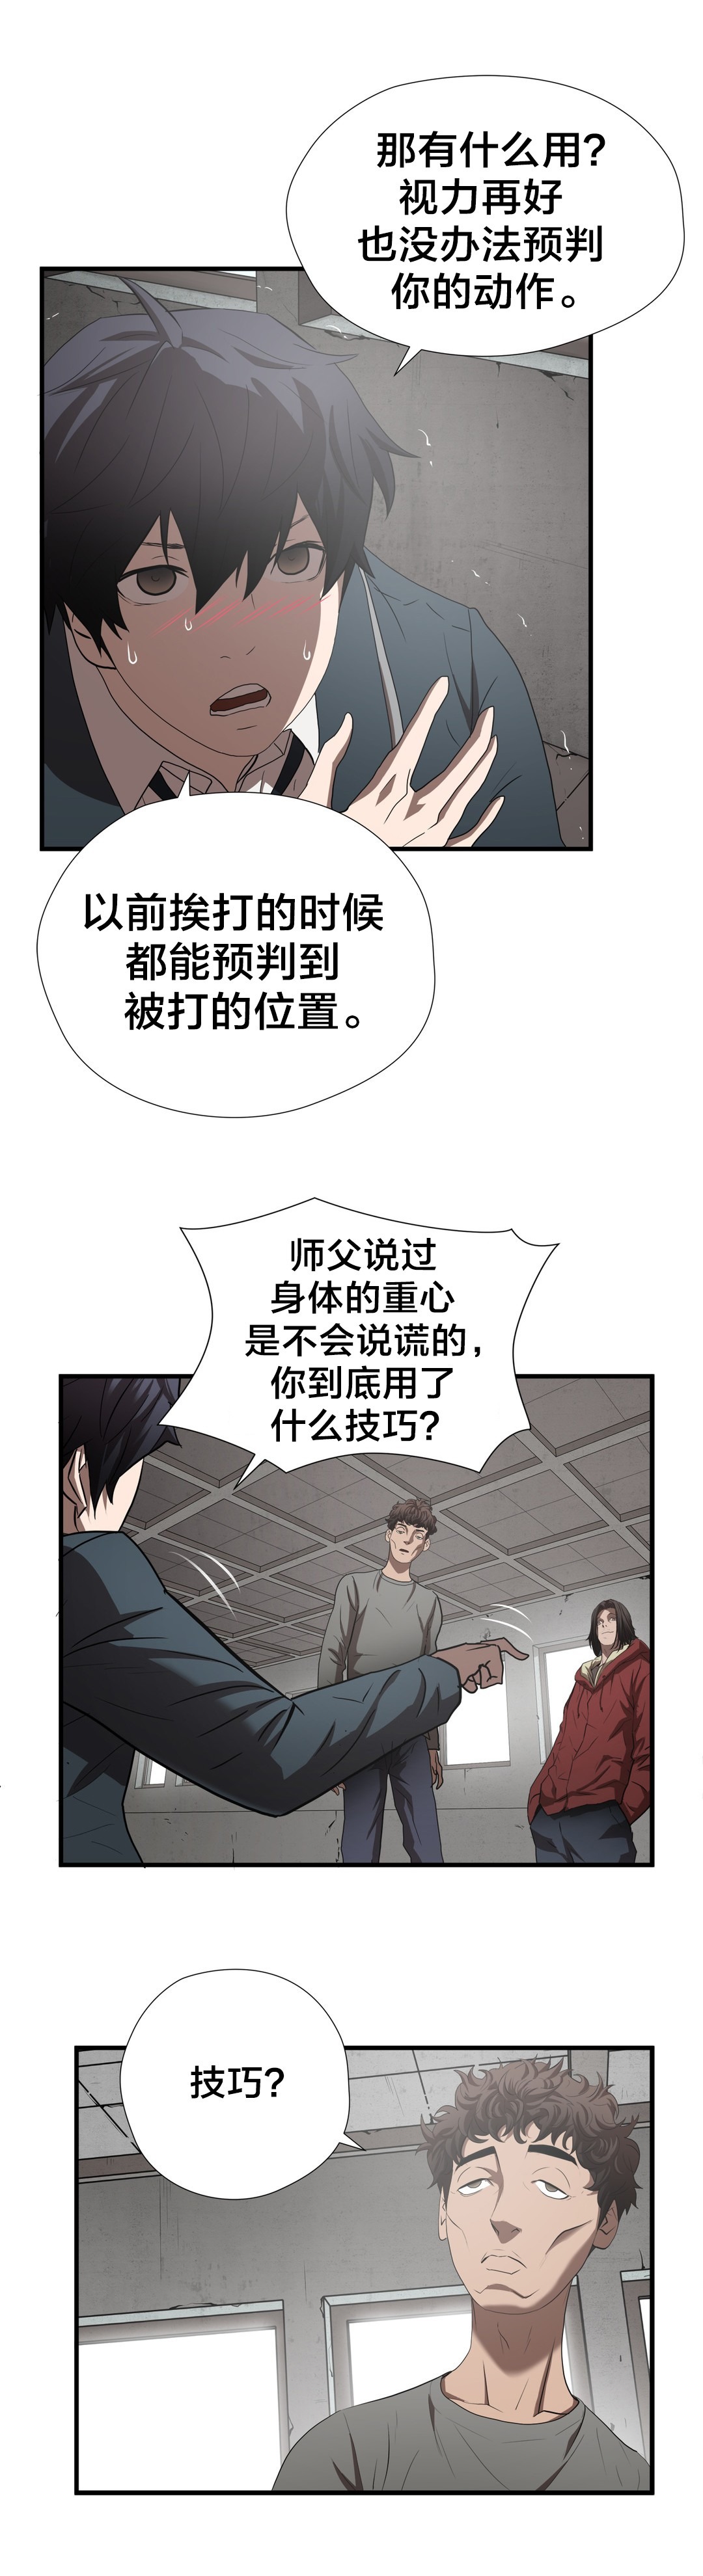 那有什么用？
视力再好
也没办法预判
你的动作。
以前挨打的时候
都能预判到
被打的位置。
师父说过
身体的重心
是不会说谎的，
你到底用了
什么技巧？
技巧？